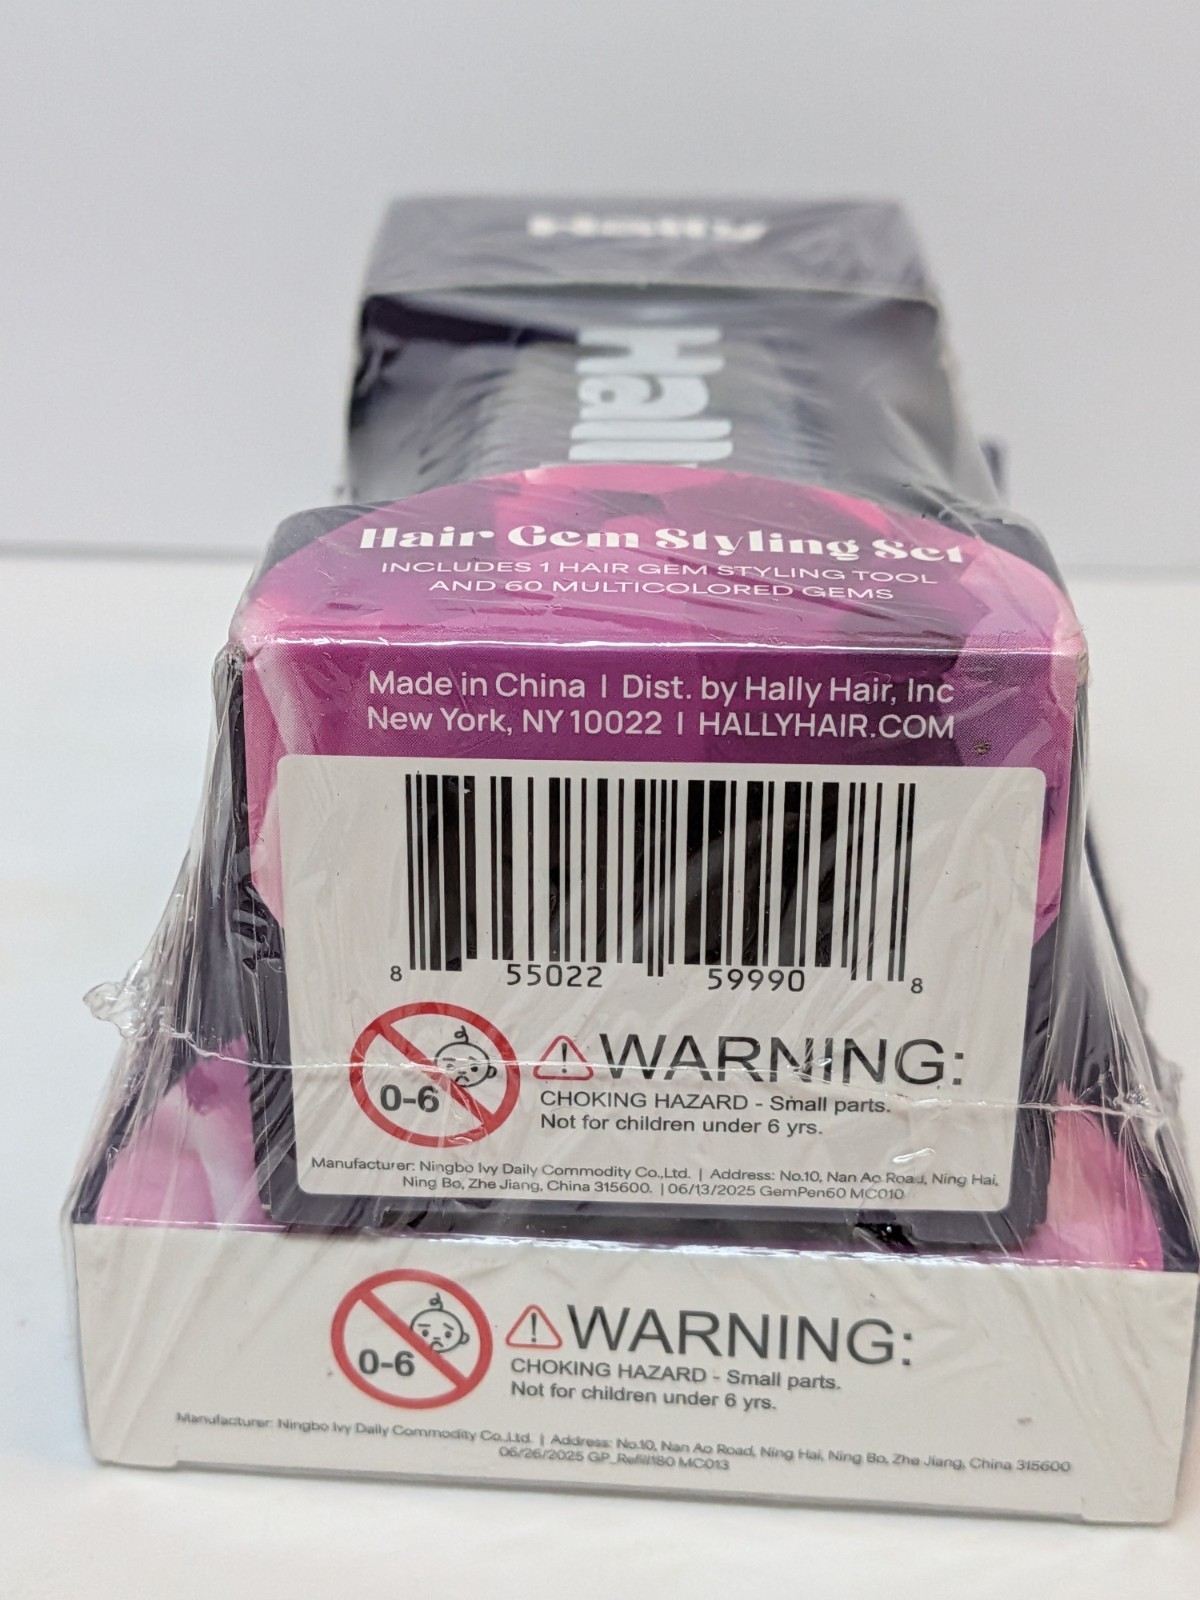 Hally
Hally
Hair Gem Styling Set
INCLUDES 1 HAIR GEM STYLING TOOL
AND 60 MULTICOLORED GEMS
Made in China | Dist. by Hally Hair, Inc
New York, NY 10022 | HALLYHAIR.COM
8 55022 59990 8
0-6
WARNING:
CHOKING HAZARD - Small parts.
Not for children under 6 yrs.
Manufacturer: Ningbo Ivy Daily Commodity Co.,Ltd. | Address: No.10, Nan Ao Road, Ning Hai,
Ning Bo, Zhe Jiang, China 315600. | 06/13/2025 GemPen60 MC010
0-6
WARNING:
CHOKING HAZARD - Small parts.
Not for children under 6 yrs.
Manufacturer: Ningbo Ivy Daily Commodity Co.,Ltd. | Address: No.10, Nan Ao Road, Ning Hai, Ning Bo, Zhe Jiang, China 315600
06/26/2025 GP_Refill180 MC013